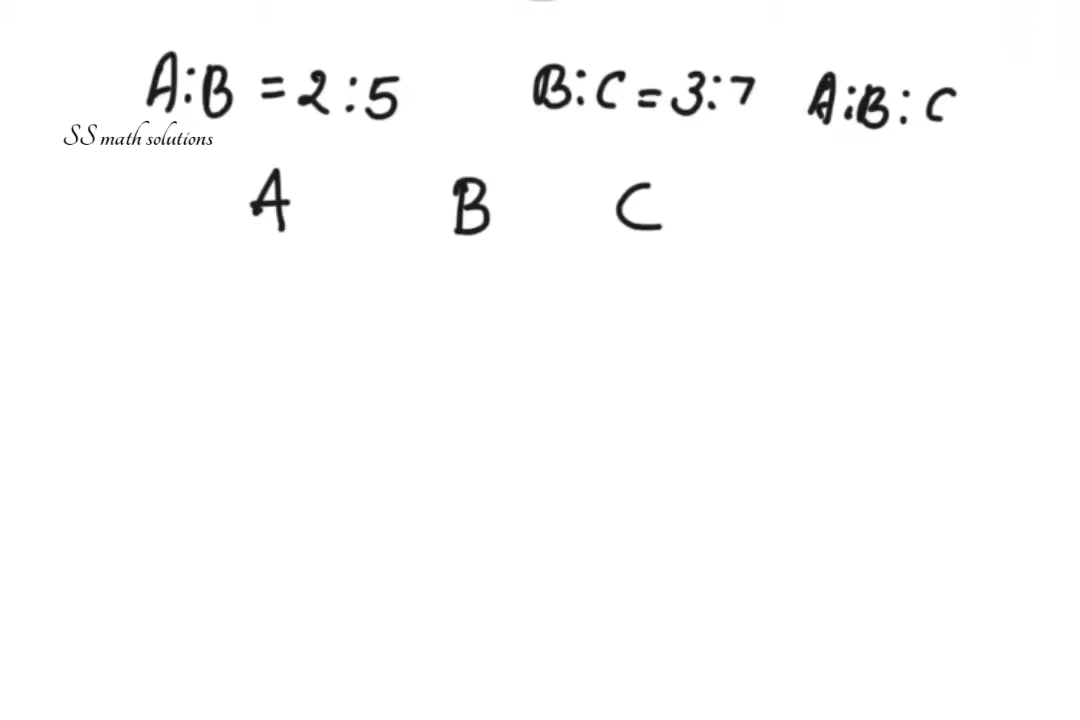 A:B = 2:5 B:C = 3:7 A:B:C
SS math solutions
A B C